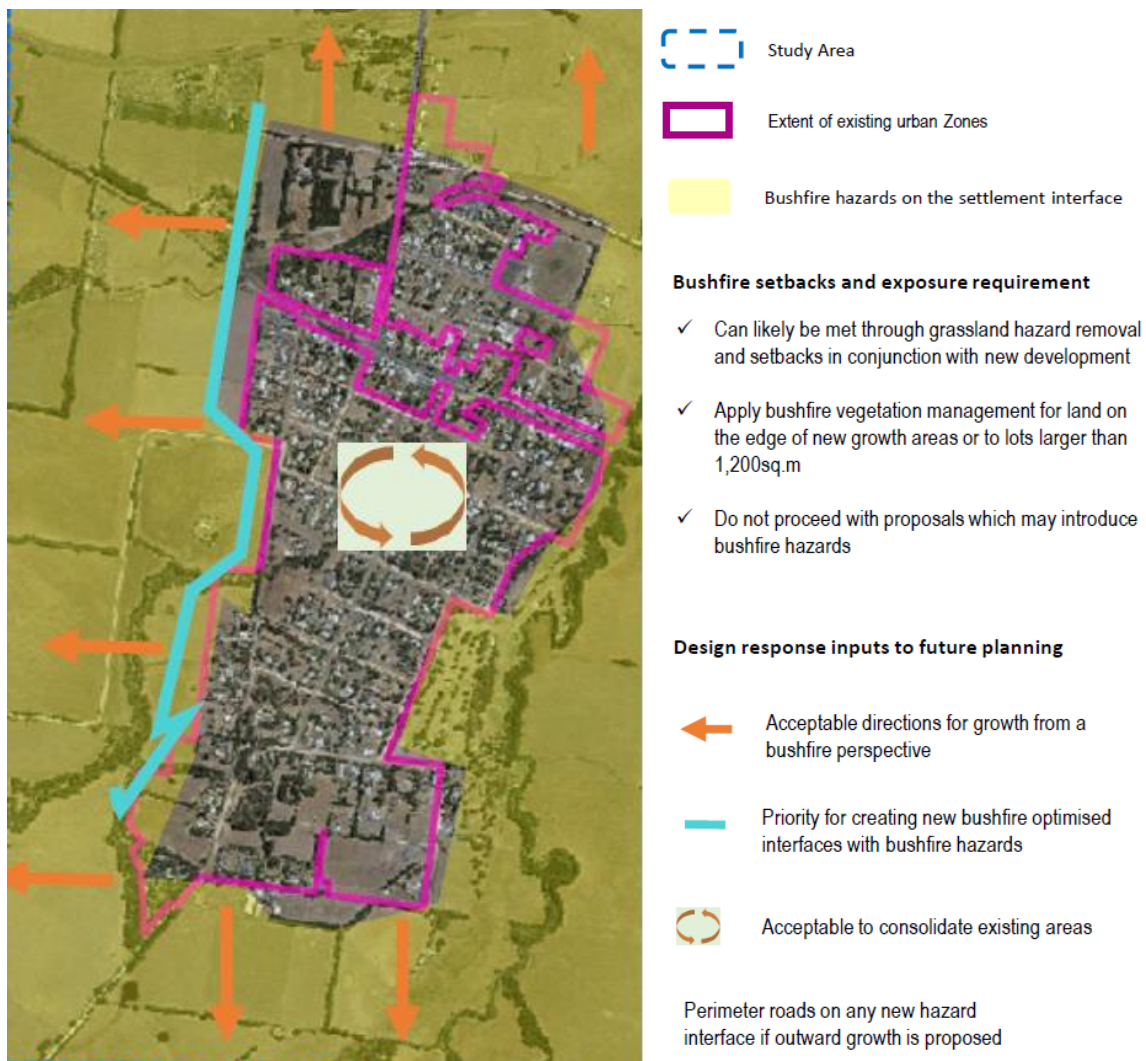 Study Area
Extent of existing urban Zones
Bushfire hazards on the settlement interface
Bushfire setbacks and exposure requirement
✓ Can likely be met through grassland hazard removal
and setbacks in conjunction with new development
✓ Apply bushfire vegetation management for land on
the edge of new growth areas or to lots larger than
1,200sq.m
✓ Do not proceed with proposals which may introduce
bushfire hazards
Design response inputs to future planning
Acceptable directions for growth from a
bushfire perspective
Priority for creating new bushfire optimised
interfaces with bushfire hazards
Acceptable to consolidate existing areas
Perimeter roads on any new hazard
interface if outward growth is proposed